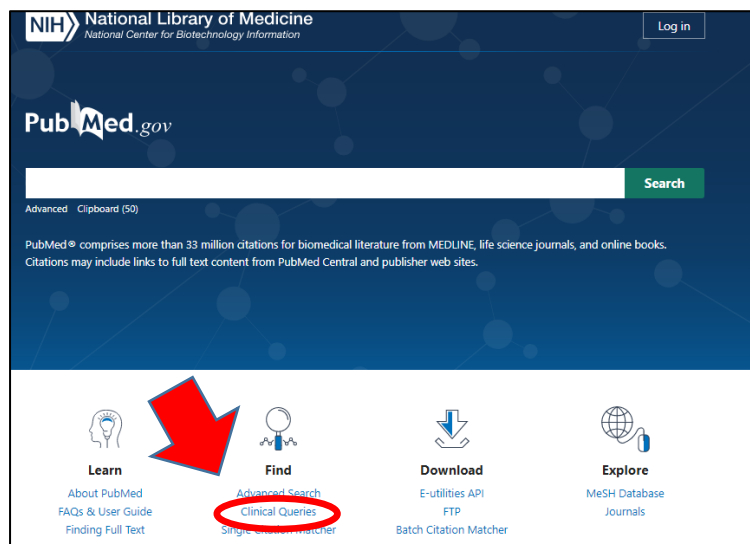 NIH National Library of Medicine
National Center for Biotechnology Information
Log in
PubMed.gov
Search
Advanced Clipboard (50)
PubMed® comprises more than 33 million citations for biomedical literature from MEDLINE, life science journals, and online books.
Citations may include links to full text content from PubMed Central and publisher web sites.
Learn
About PubMed
FAQs & User Guide
Finding Full Text
Find
Advanced Search
Clinical Queries
Single Citation Matcher
Download
E-utilities API
FTP
Batch Citation Matcher
Explore
MeSH Database
Journals